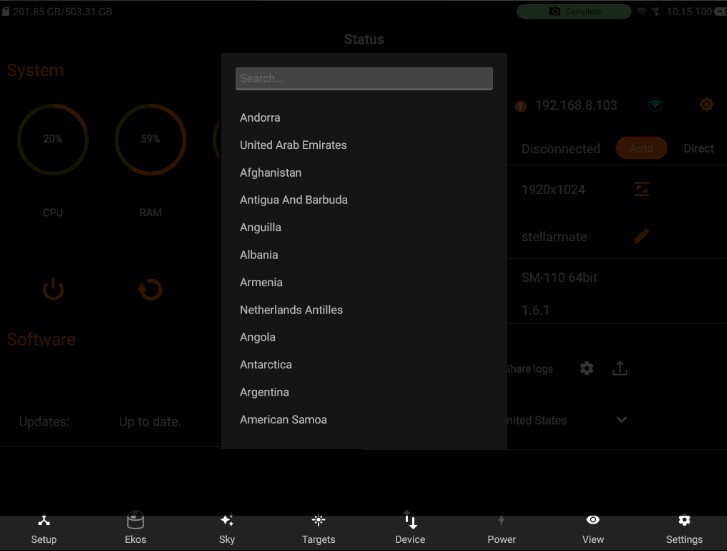 201.85 GB/503.31 GB
Complete
10:15 100
Status
System
Search...
20%
59%
CPU
RAM
192.168.8.103
Disconnected
Auto
Direct
1920x1024
stellarmate
SM-110 64bit
1.6.1
Andorra
United Arab Emirates
Afghanistan
Antigua And Barbuda
Anguilla
Albania
Armenia
Netherlands Antilles
Angola
Antarctica
Argentina
American Samoa
Software
Share logs
Updates:
Up to date.
nited States
Setup
Ekos
Sky
Targets
Device
Power
View
Settings